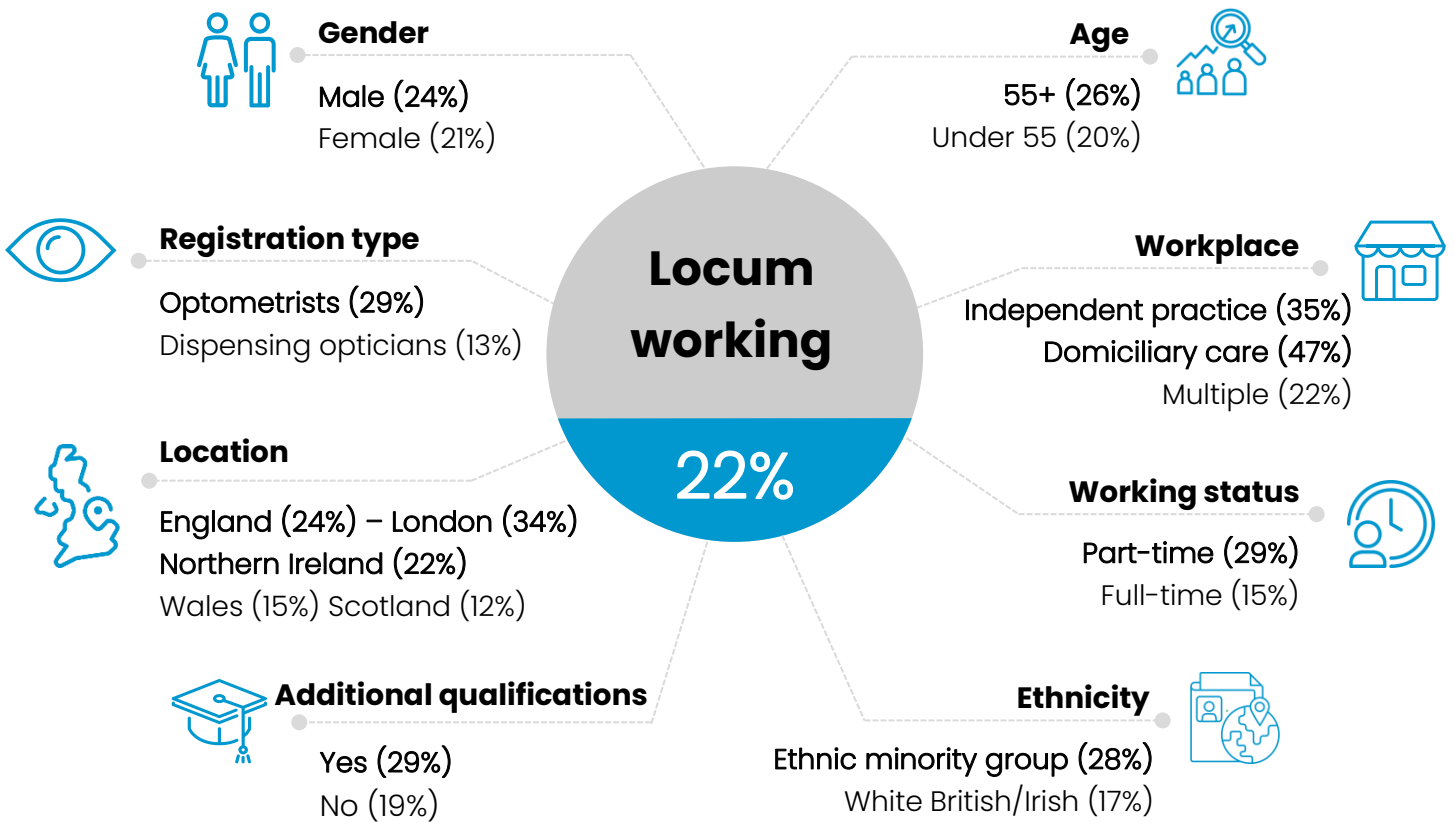 Gender
Male (24%)
Female (21%)
Age
55+ (26%)
Under 55 (20%)
Registration type
Optometrists (29%)
Dispensing opticians (13%)
Locum
working
22%
Workplace
Independent practice (35%)
Domiciliary care (47%)
Multiple (22%)
Location
England (24%) – London (34%)
Northern Ireland (22%)
Wales (15%) Scotland (12%)
Working status
Part-time (29%)
Full-time (15%)
Additional qualifications
Yes (29%)
No (19%)
Ethnicity
Ethnic minority group (28%)
White British/Irish (17%)